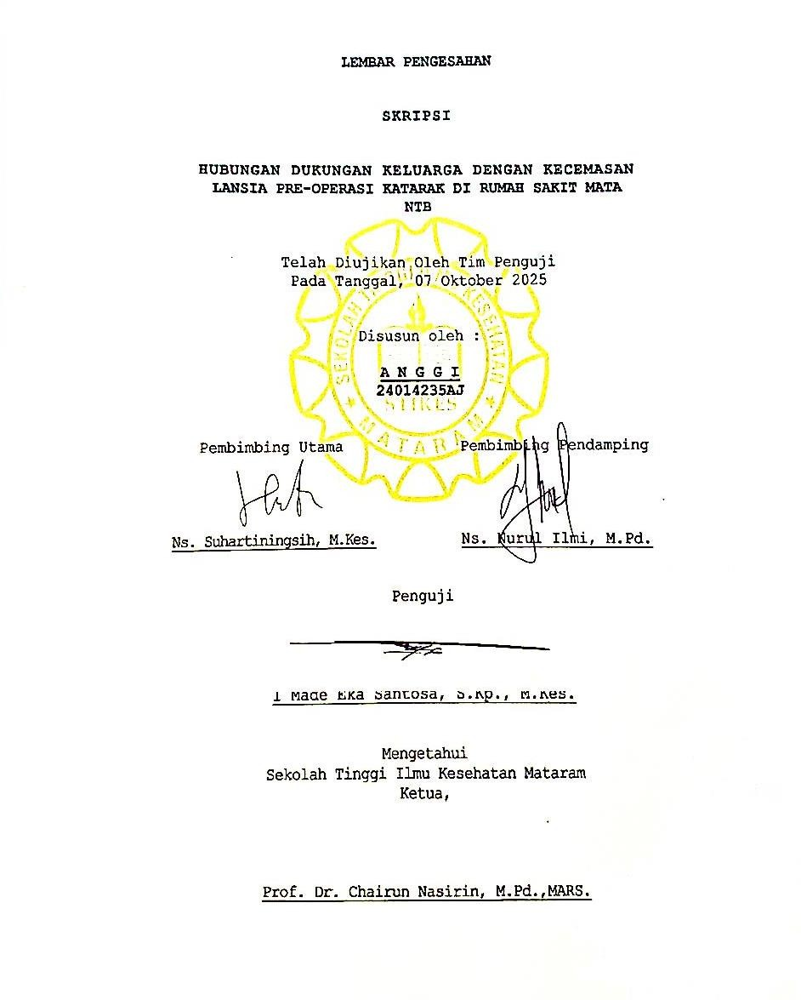 LEMBAR PENGESAHAN
SKRIPSI
HUBUNGAN DUKUNGAN KELUARGA DENGAN KECEMASAN
LANSIA PRE-OPERASI KATARAK DI RUMAH SAKIT MATA
NTB
Telah Diujikan Oleh Tim Penguji
Pada Tanggal, 07 Oktober 2025
Disusun oleh :
A N G G I
24014235AJ
STIKES
MATARAM
Pembimbing Utama Pembimbing Pendamping
Ns. Suhartiningsih, M.Kes. Ns. Nurul Ilmi, M.Pd.
Penguji
I Made Eka Santosa, S.Kp., M.Kes.
Mengetahui
Sekolah Tinggi Ilmu Kesehatan Mataram
Ketua,
Prof. Dr. Chairun Nasirin, M.Pd.,MARS.